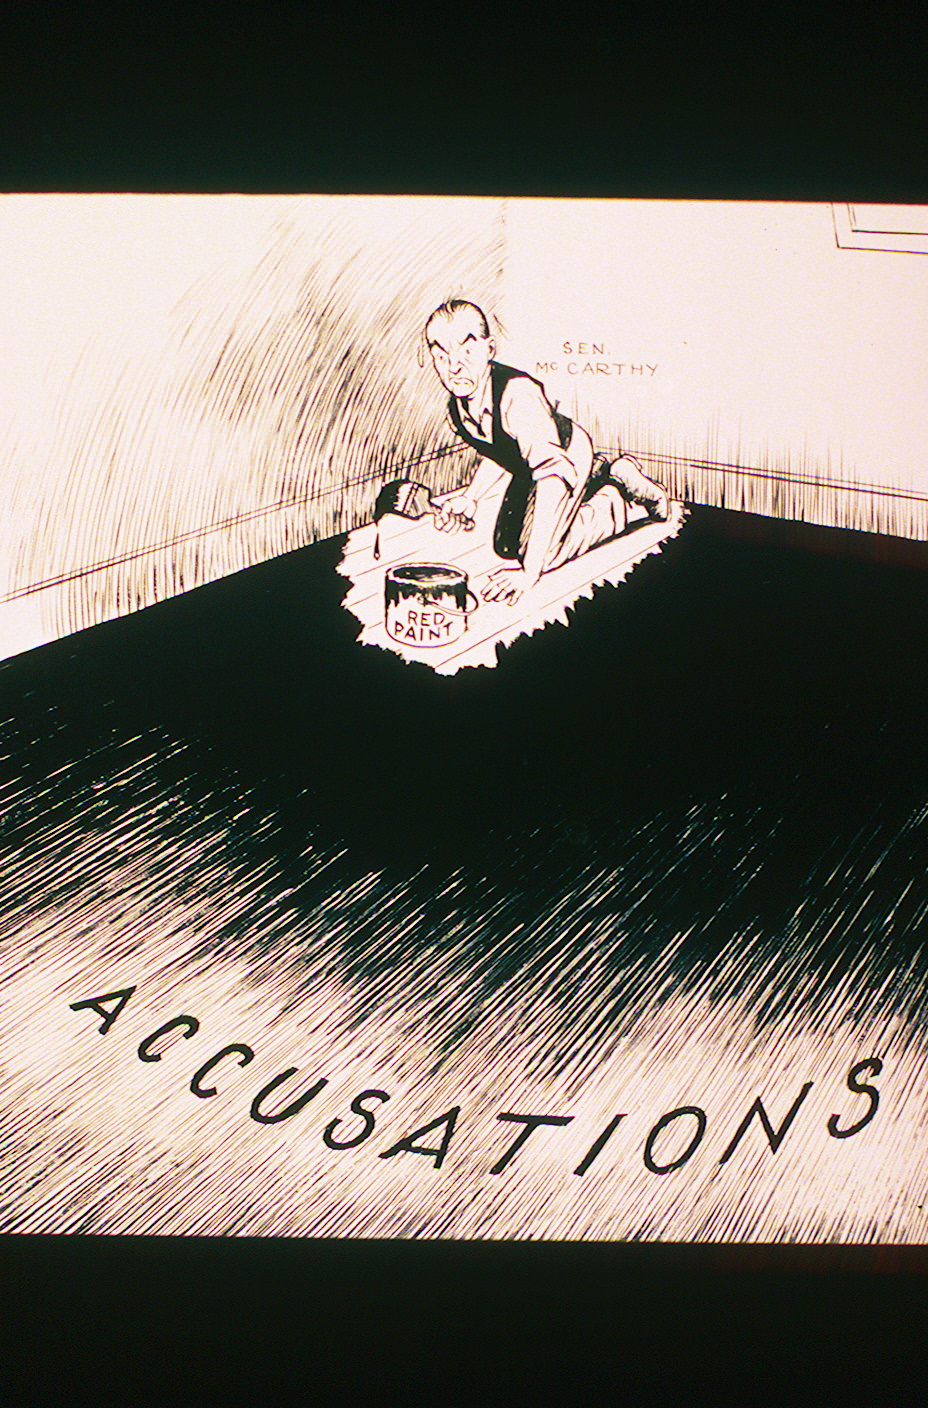 SEN.
MCCARTHY
RED
PAINT
ACCUSATIONS